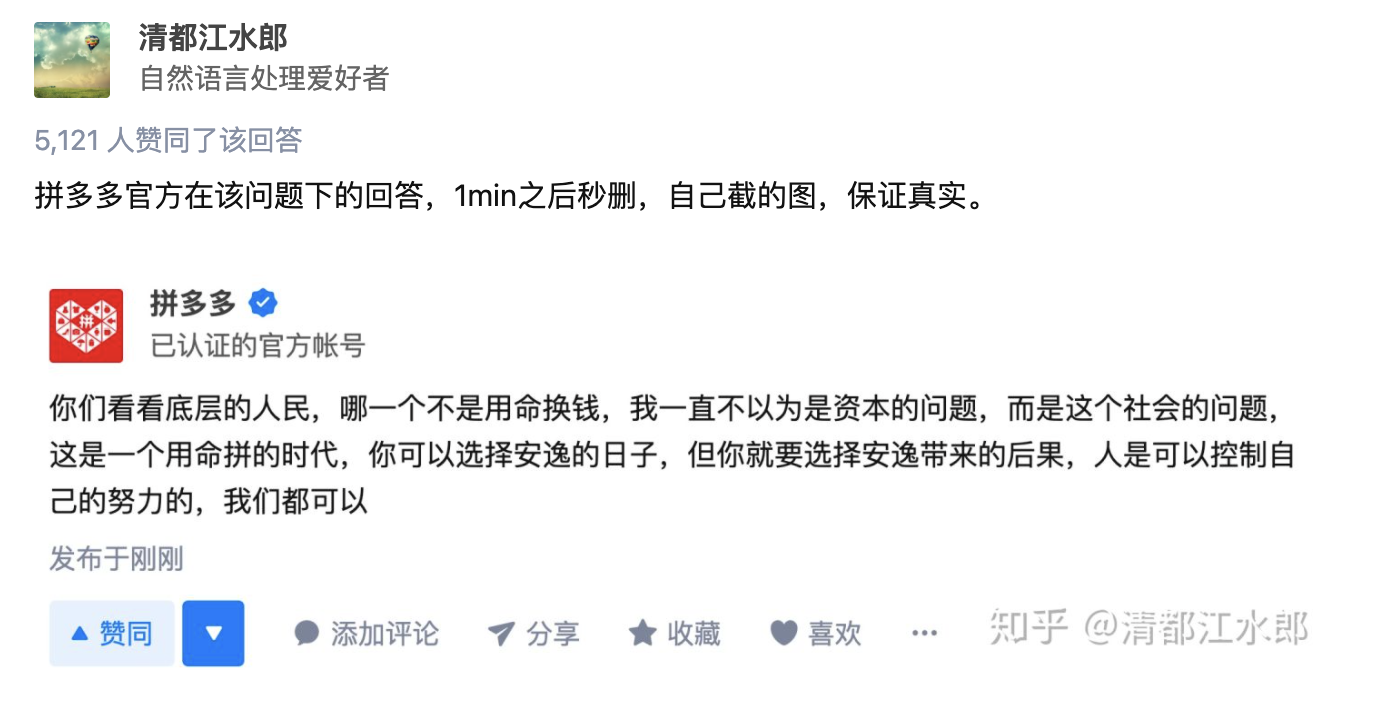 清都江水郎
自然语言处理爱好者
5,121 人赞同了该回答
拼多多官方在该问题下的回答，1min之后秒删，自己截的图，保证真实。
拼多多
已认证的官方帐号
你们看看底层的人民，哪一个不是用命换钱，我一直不以为是资本的问题，而是这个社会的问题，
这是一个用命拼的时代，你可以选择安逸的日子，但你就要选择安逸带来的后果，人是可以控制自
己的努力的，我们都可以
发布于刚刚
赞同 添加评论 分享 收藏 喜欢 ···
知乎 @清都江水郎